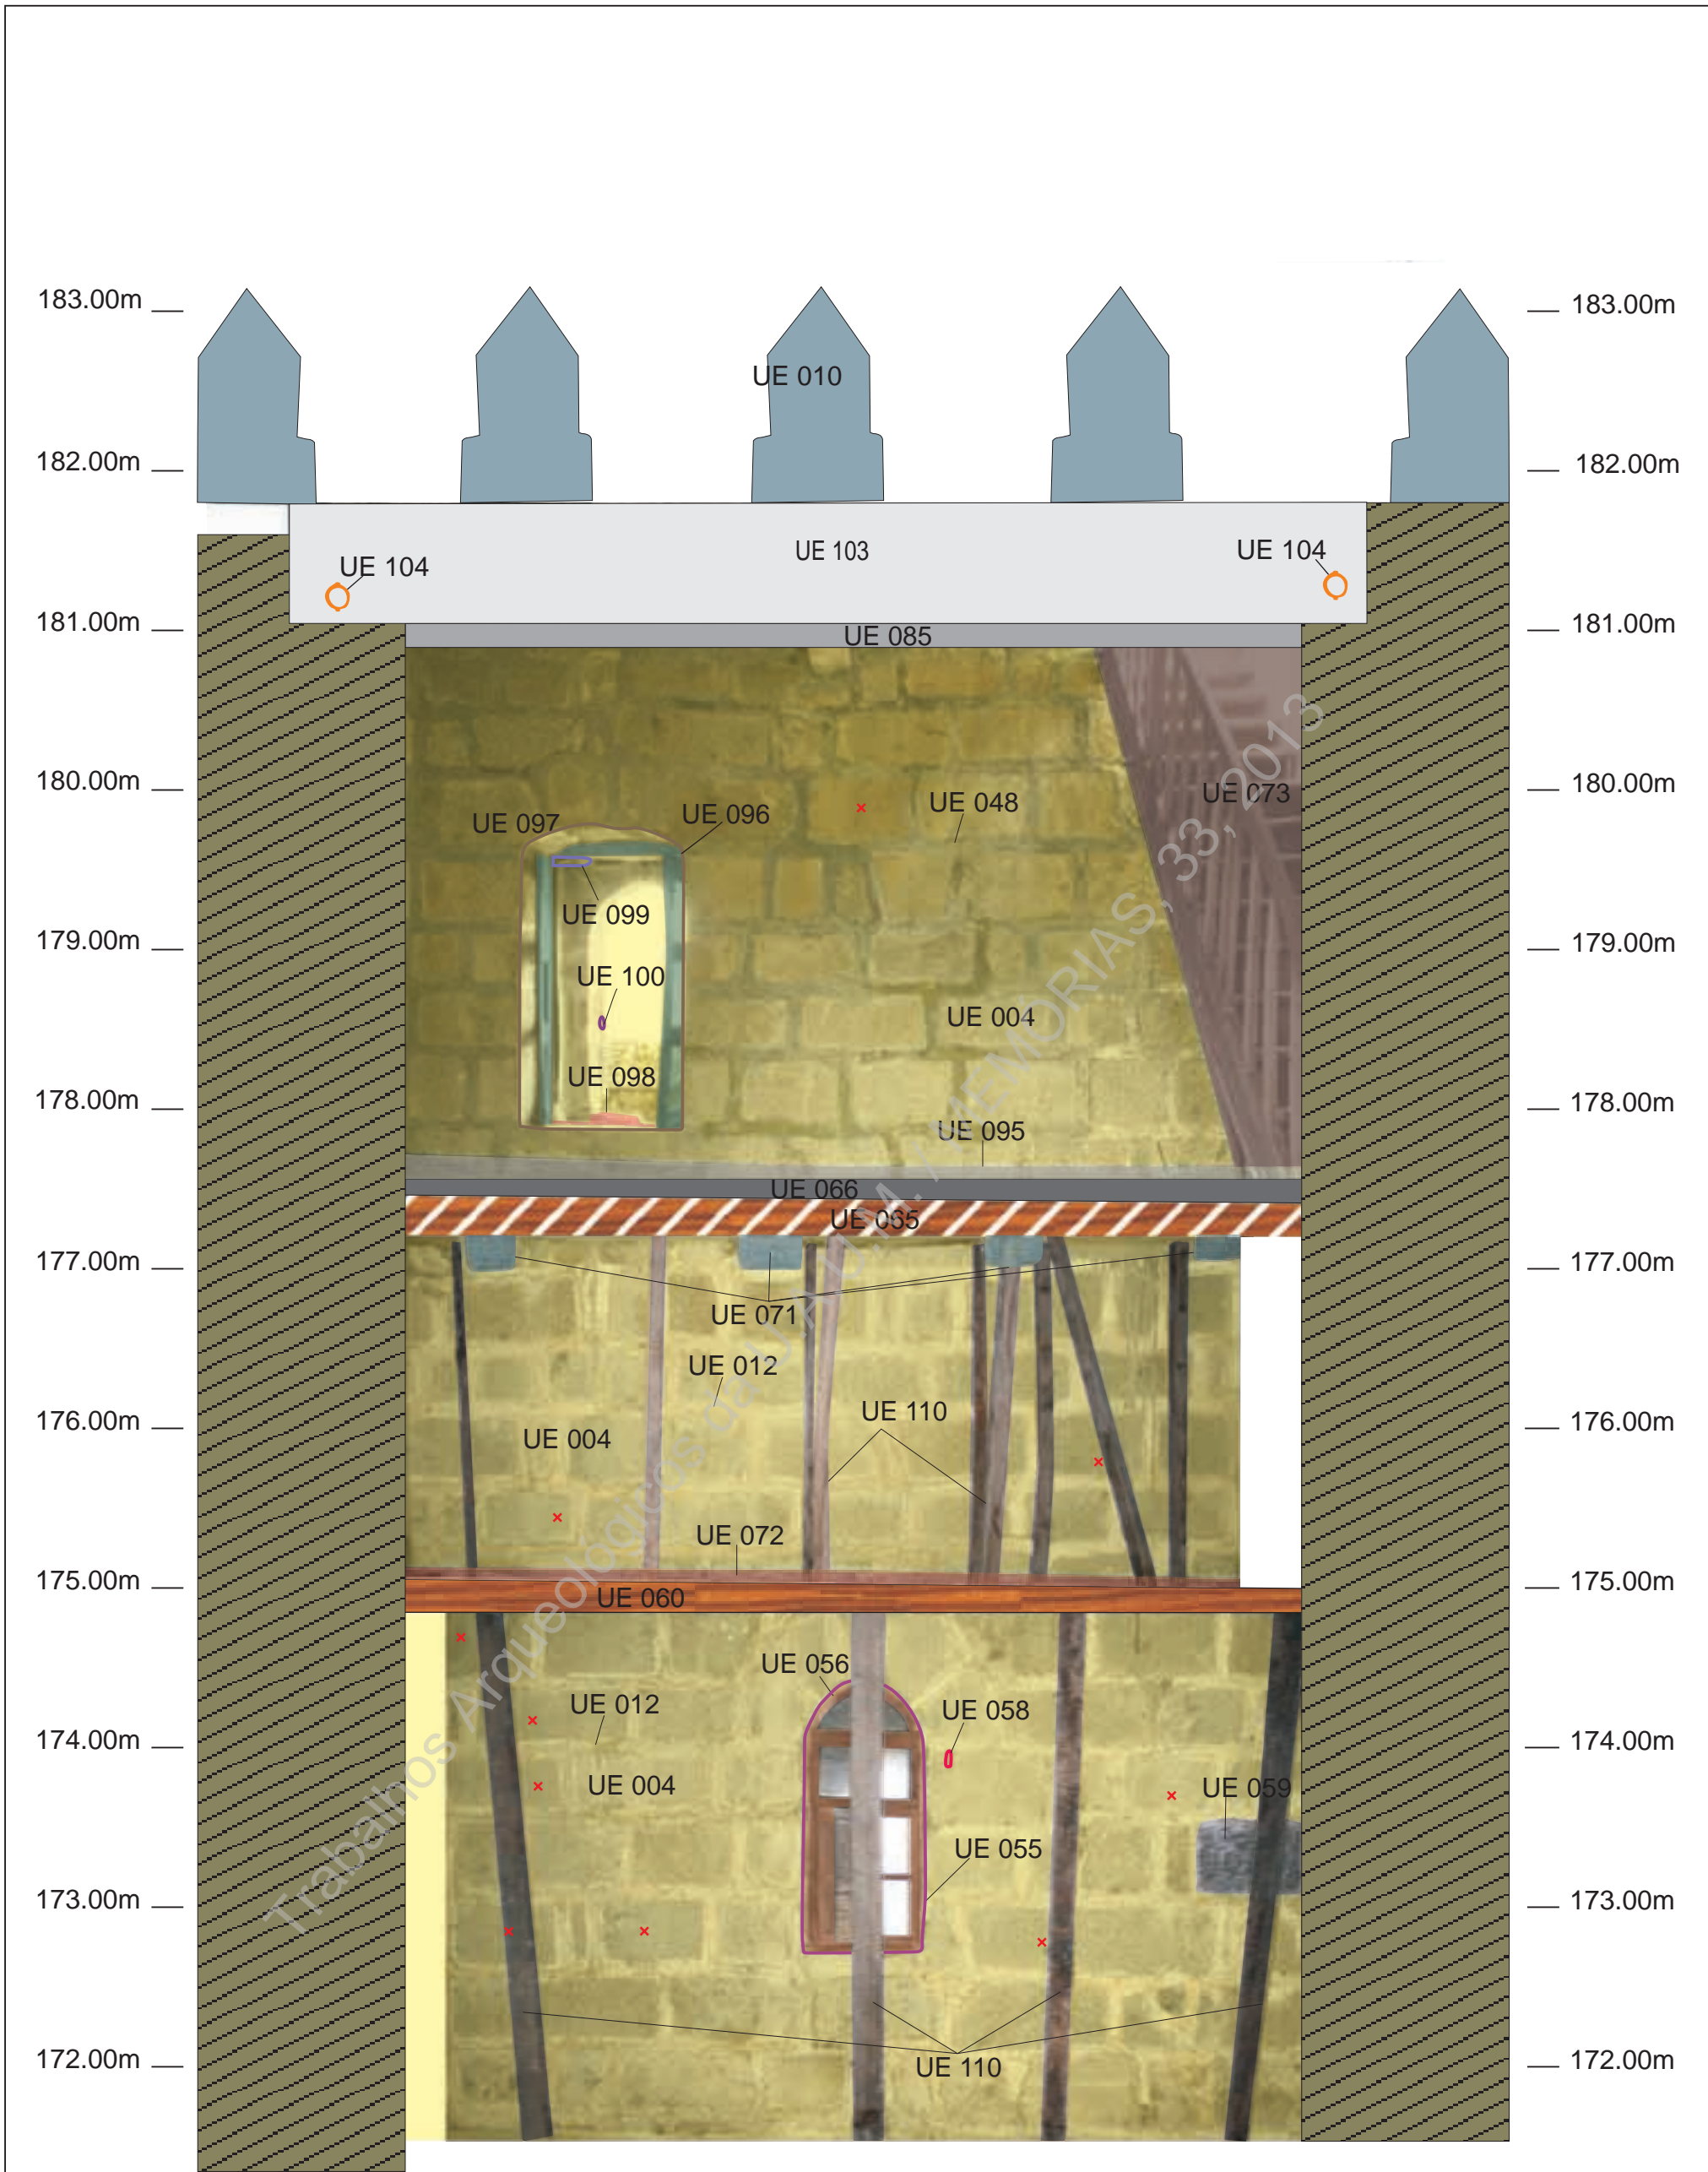 183.00m
183.00m
UE 010
182.00m
182.00m
UE 103
UE 104
UE 104
181.00m
181.00m
UE 085
180.00m
180.00m
UE 073
UE 048
UE 097
UE 096
UE 099
179.00m
179.00m
UE 100
UE 004
UE 098
178.00m
178.00m
UE 095
UE 066
UE 065
177.00m
177.00m
UE 071
UE 012
176.00m
176.00m
UE 110
UE 004
UE 072
175.00m
175.00m
UE 060
UE 056
UE 012
UE 058
174.00m
174.00m
UE 004
UE 059
UE 055
173.00m
173.00m
172.00m
172.00m
UE 110
Trabalhos Arqueológicos da U.A.U.M. / MEMÓRIAS, 33, 2013